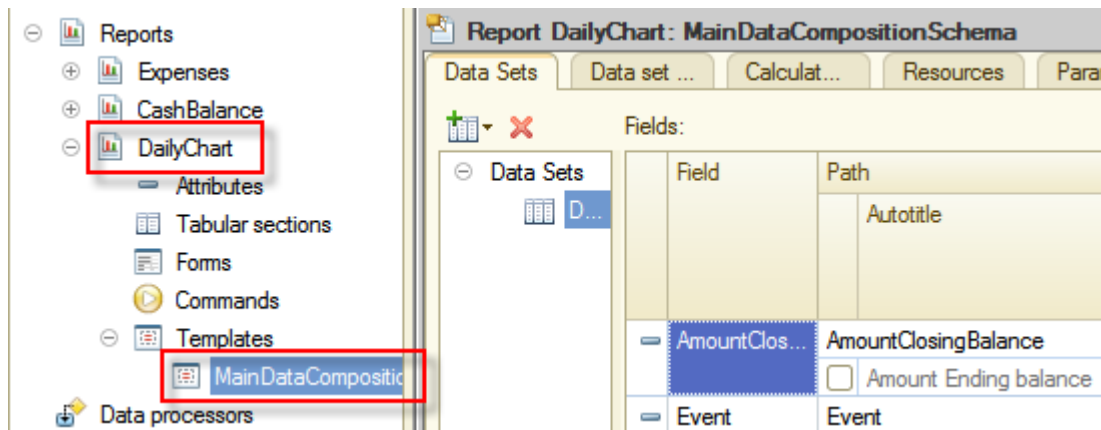 Reports
Expenses
CashBalance
DailyChart
Attributes
Tabular sections
Forms
Commands
Templates
MainDataCompositic
Data processors
Report DailyChart: MainDataCompositionSchema
Data Sets Data set ... Calculat... Resources Para
Fields:
Data Sets
D...
Field Path
Autotitle
AmountClos... AmountClosingBalance
Amount Ending balance
Event Event